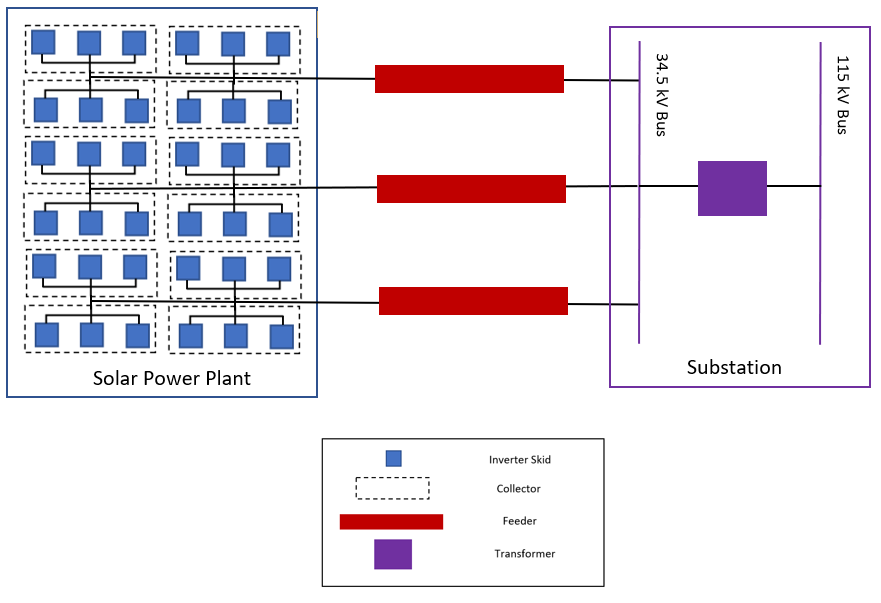 34.5 kV Bus
115 kV Bus
Solar Power Plant
Substation
Inverter Skid
Collector
Feeder
Transformer